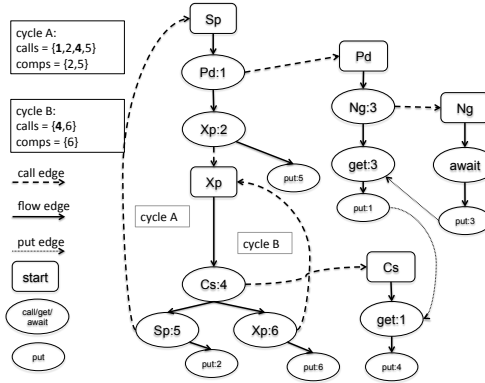 cycle A:
calls = {1,2,4,5}
comps = {2,5}
cycle B:
calls = {4,6}
comps = {6}
call edge
flow edge
put edge
start
call/get/
await
put
Sp
Pd:1
Xp:2
put:5
Xp
cycle A
cycle B
Cs:4
Sp:5
Xp:6
put:2
put:6
Pd
Ng:3
get:3
put:1
Ng
await
put:3
Cs
get:1
put:4